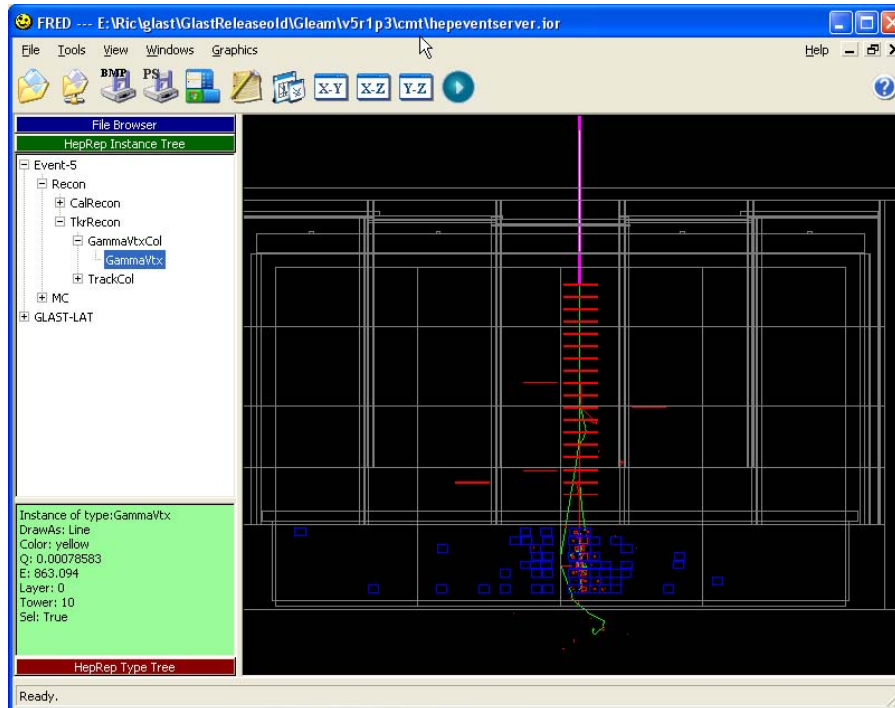 FRED --- E:\Ric\glast\GlastReleaseold\Gleam\v5r1p3\cmt\hepeventserver.ior
File Tools View Windows Graphics Help
BMP PS X-Y X-Z Y-Z ?
File Browser
HepRep Instance Tree
Event-5
Recon
CalRecon
TkrRecon
GammaVtxCol
GammaVtx
TrackCol
MC
GLAST-LAT
Instance of type:GammaVtx
DrawAs: Line
Color: yellow
Q: 0.00078583
E: 863.094
Layer: 0
Tower: 10
Sel: True
HepRep Type Tree
Ready.